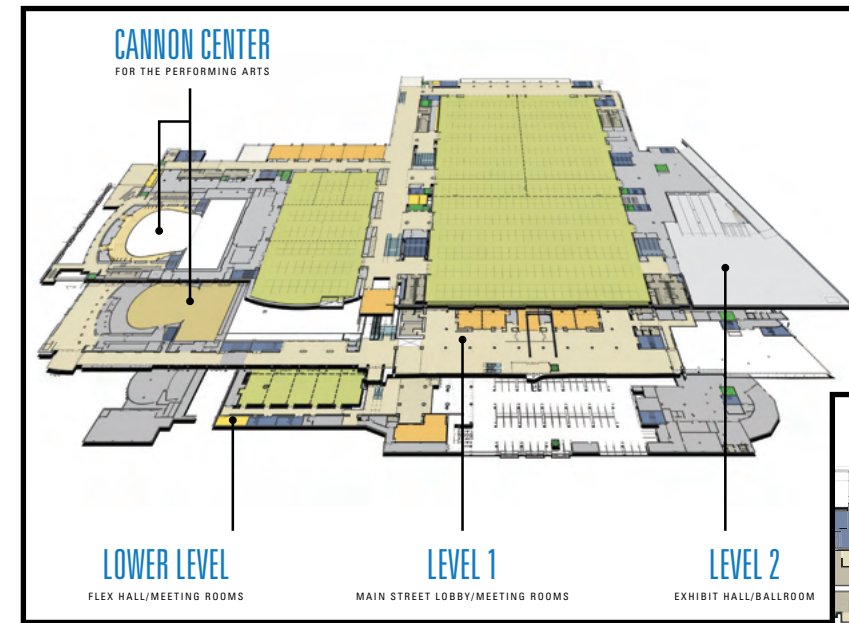 CANNON CENTER
FOR THE PERFORMING ARTS
LOWER LEVEL
FLEX HALL/MEETING ROOMS
LEVEL 1
MAIN STREET LOBBY/MEETING ROOMS
LEVEL 2
EXHIBIT HALL/BALLROOM